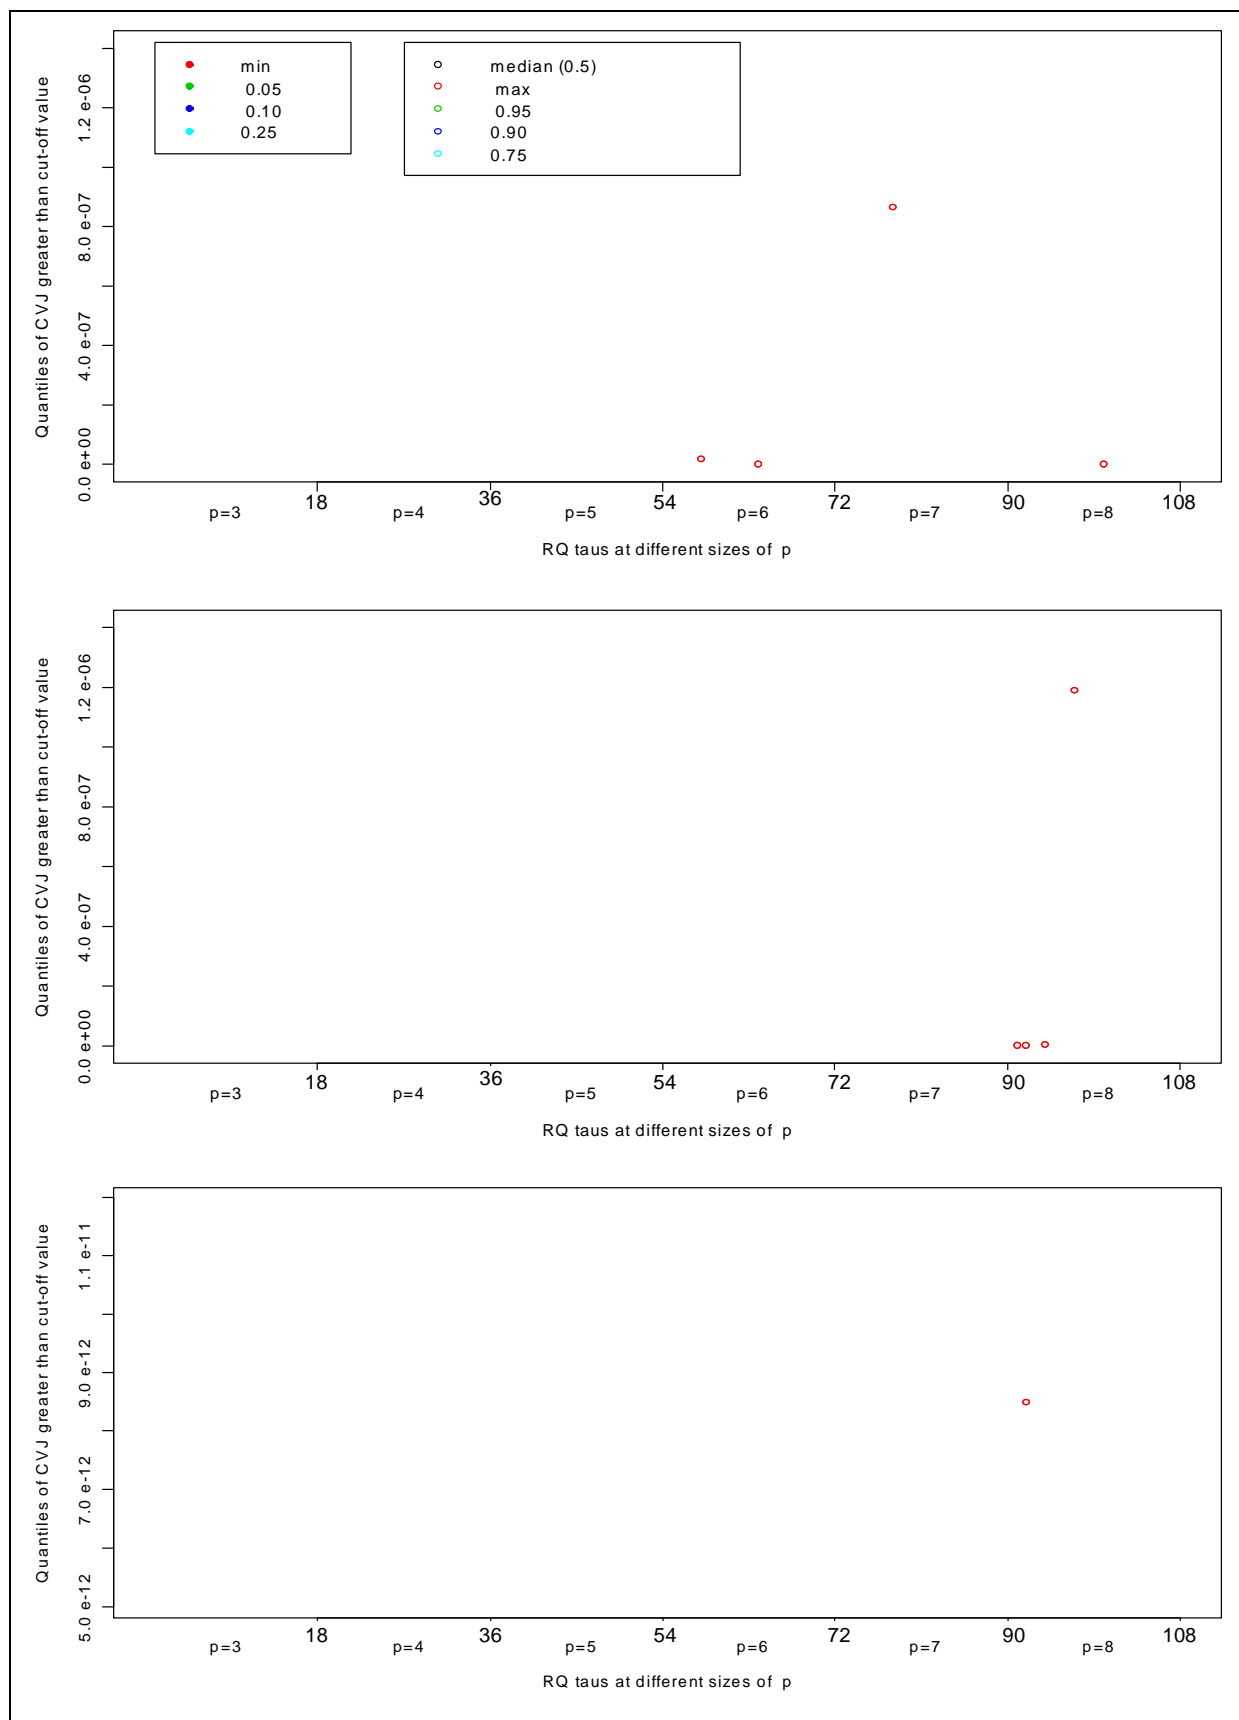 min
0.05
0.10
0.25
median (0.5)
max
0.95
0.90
0.75
Quantiles of CVJ greater than cut-off value
1.2 e-06
8.0 e-07
4.0 e-07
0.0 e+00
18 36 54 72 90 108
p=3 p=4 p=5 p=6 p=7 p=8
RQ taus at different sizes of p
Quantiles of CVJ greater than cut-off value
1.2 e-06
8.0 e-07
4.0 e-07
0.0 e+00
18 36 54 72 90 108
p=3 p=4 p=5 p=6 p=7 p=8
RQ taus at different sizes of p
Quantiles of CVJ greater than cut-off value
1.1 e-11
9.0 e-12
7.0 e-12
5.0 e-12
18 36 54 72 90 108
p=3 p=4 p=5 p=6 p=7 p=8
RQ taus at different sizes of p